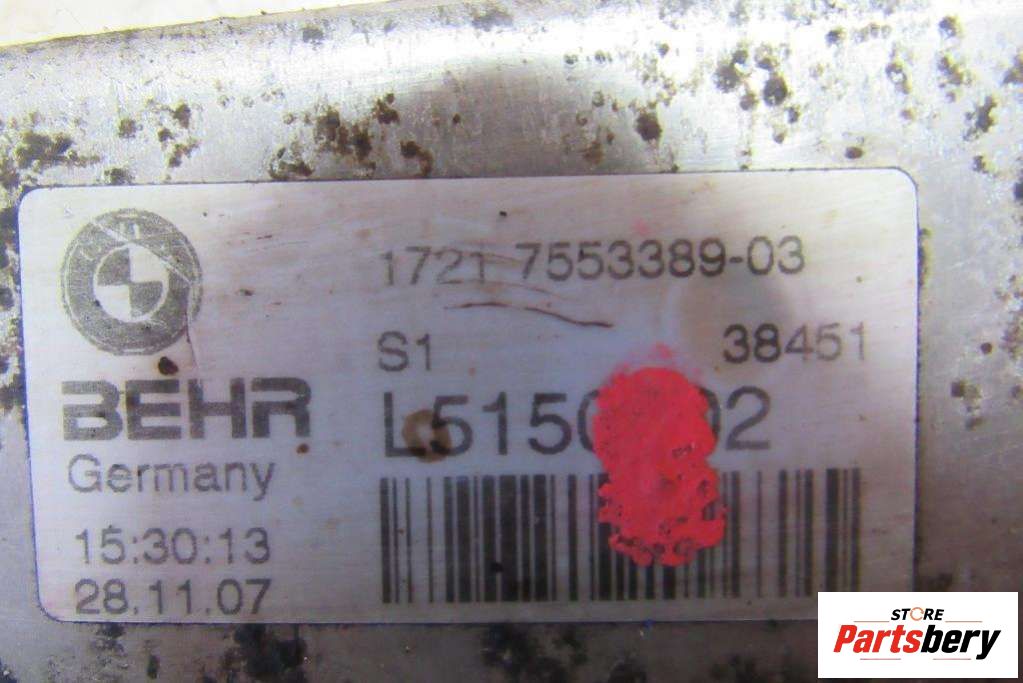 1721 7553389-03
S1 38451
BEHR
Germany
15:30:13
28.11.07
STORE
Partsbery